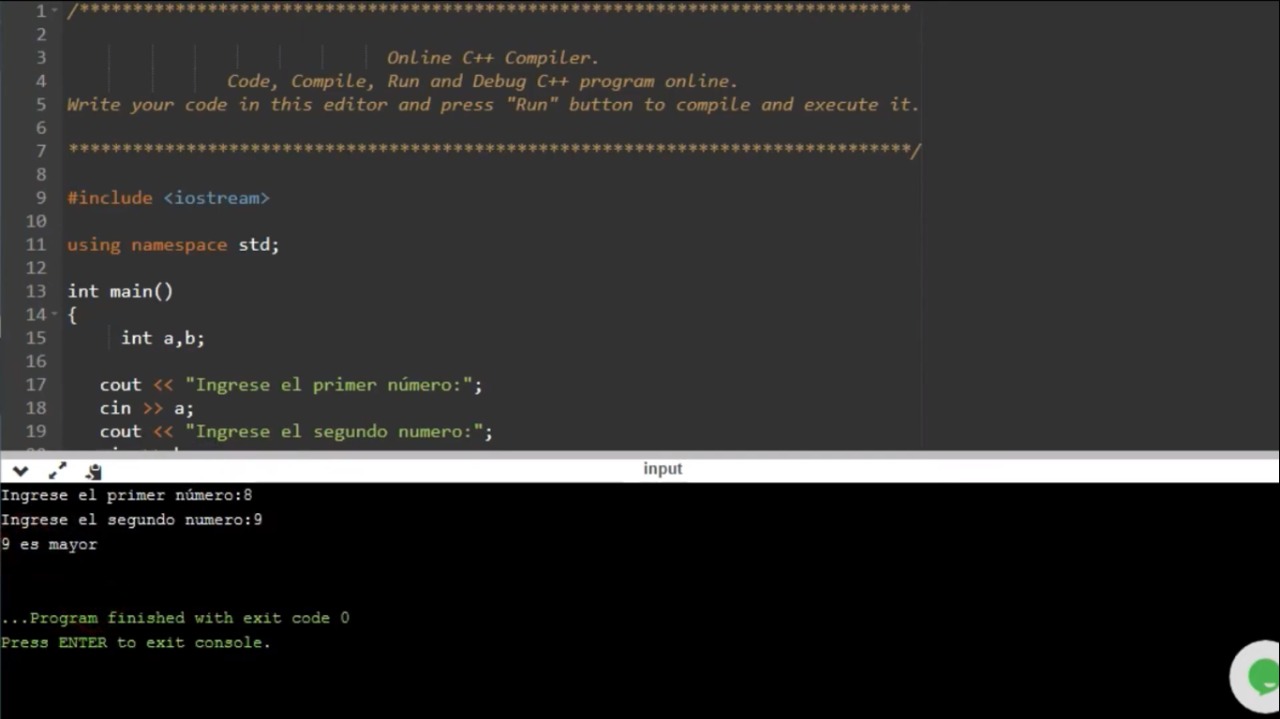 1 /******************************************************************************
2
3 Online C++ Compiler.
4 Code, Compile, Run and Debug C++ program online.
5 Write your code in this editor and press "Run" button to compile and execute it.
6
7 *******************************************************************************/
8
9 #include <iostream>
10
11 using namespace std;
12
13 int main()
14 {
15 int a,b;
16
17 cout << "Ingrese el primer número:";
18 cin >> a;
19 cout << "Ingrese el segundo numero:";
input
Ingrese el primer número:8
Ingrese el segundo numero:9
9 es mayor
...Program finished with exit code 0
Press ENTER to exit console.